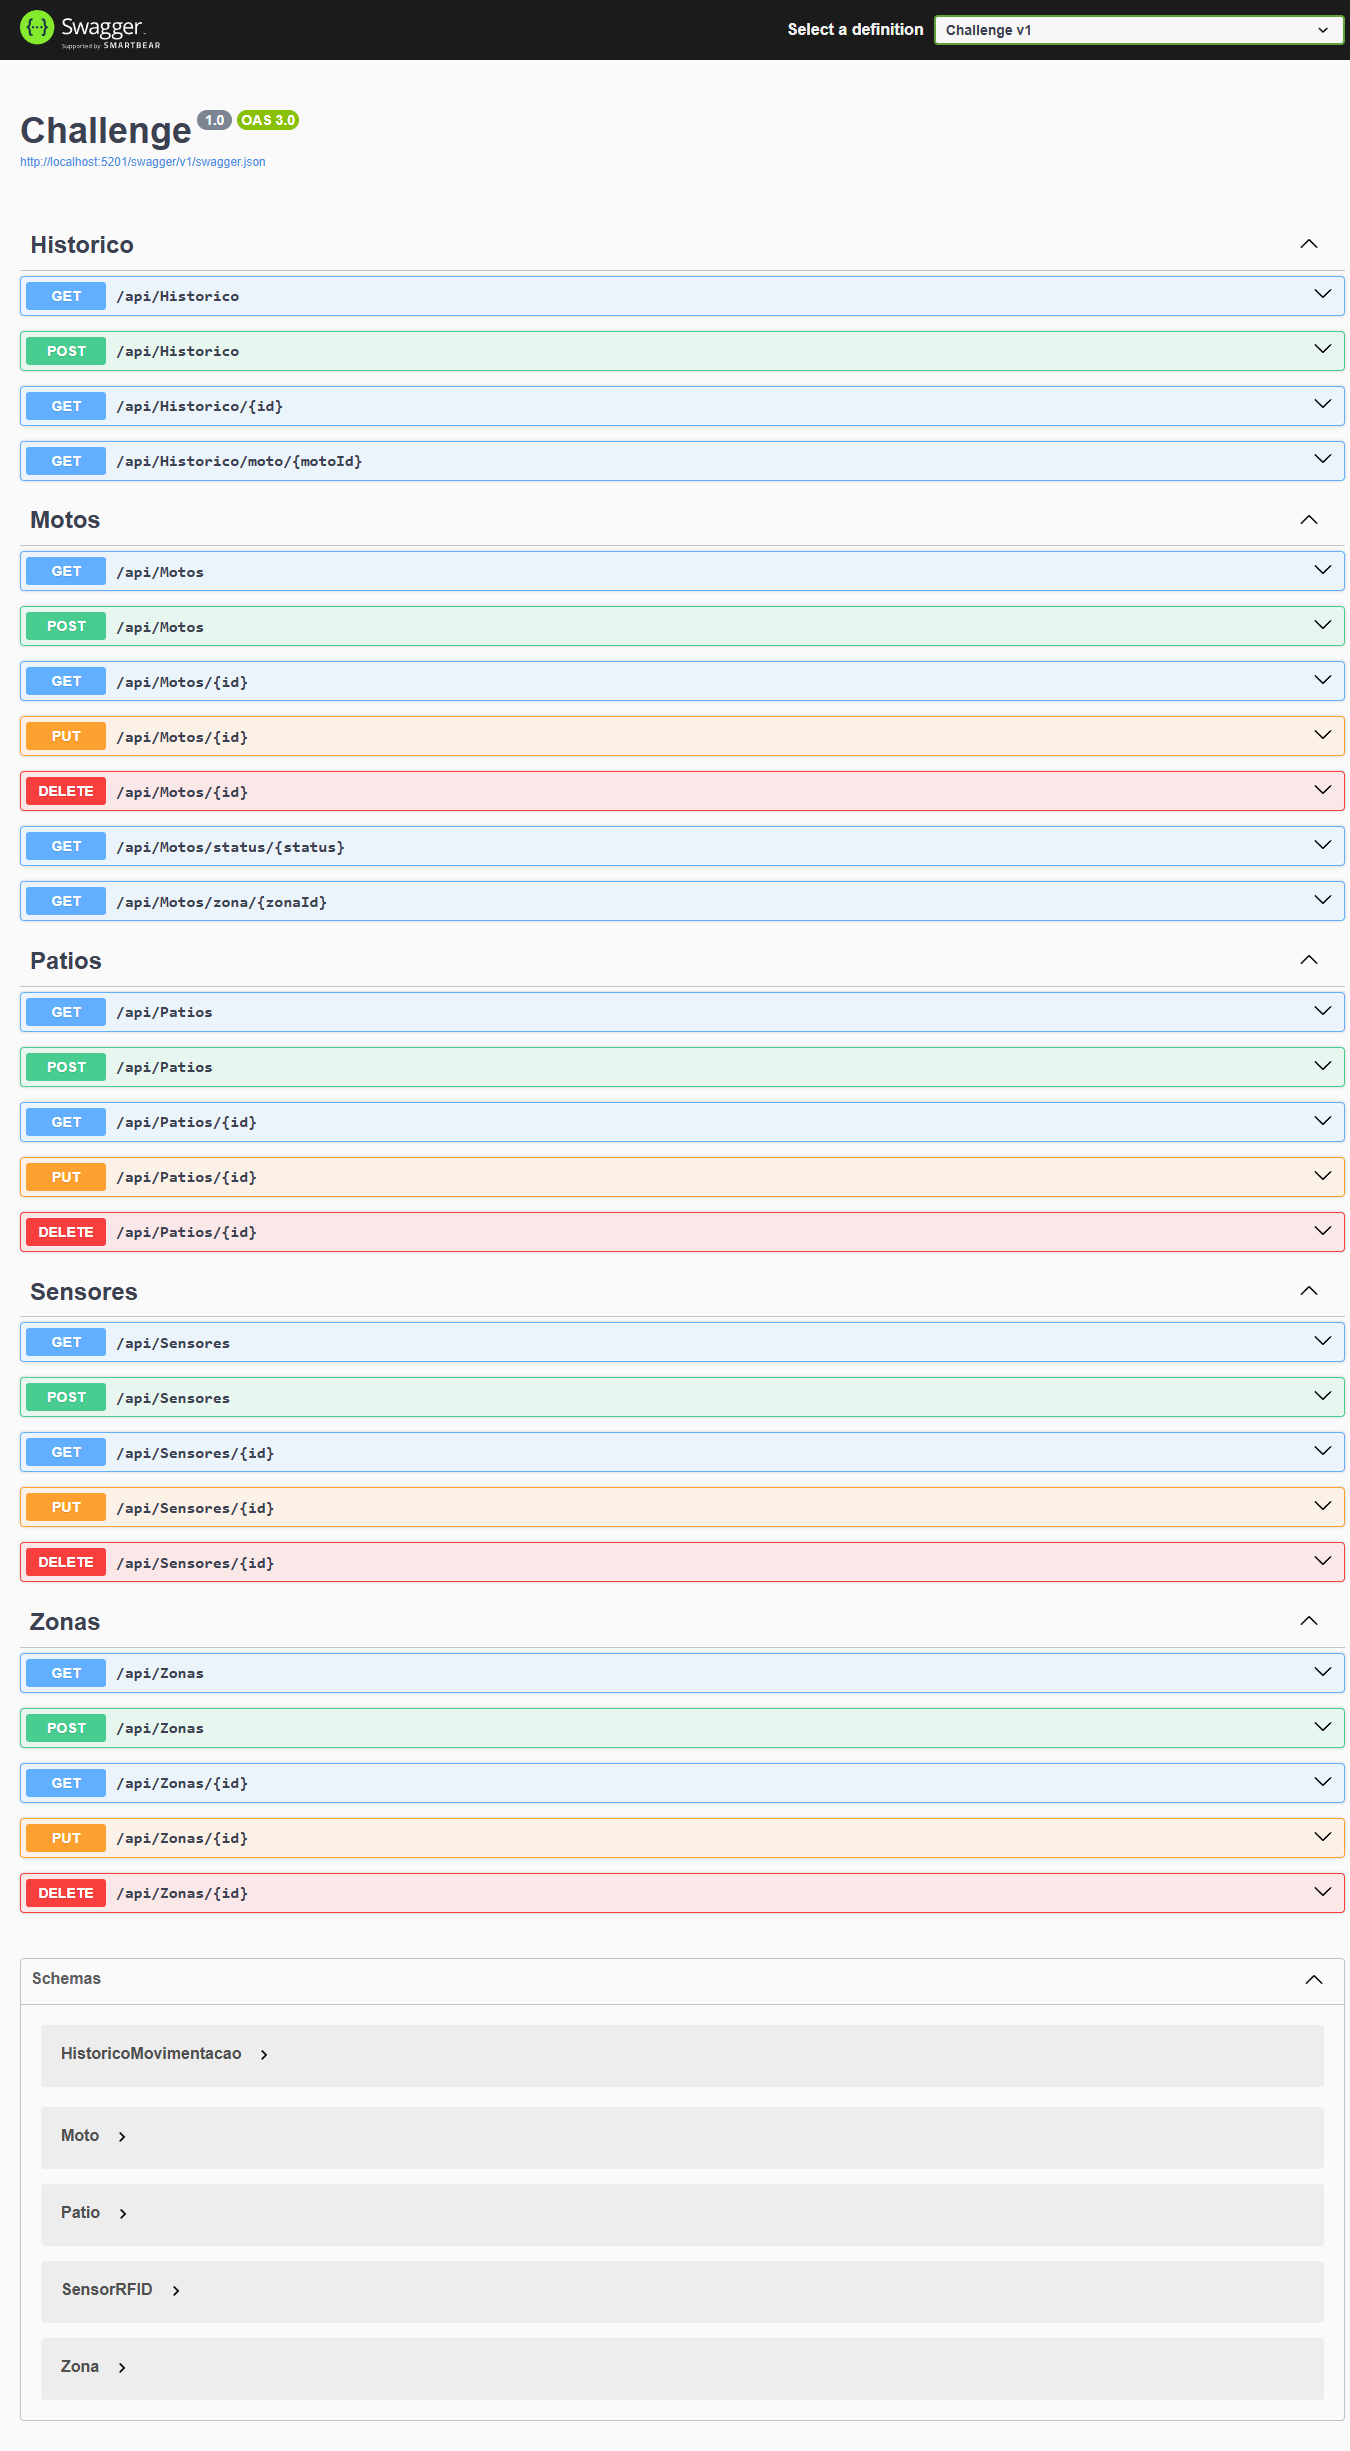 Swagger.
Supported by SMARTBEAR
Select a definition
Challenge v1
Challenge 1.0 OAS 3.0
http://localhost:5201/swagger/v1/swagger.json
Historico
GET /api/Historico
POST /api/Historico
GET /api/Historico/{id}
GET /api/Historico/moto/{motoId}
Motos
GET /api/Motos
POST /api/Motos
GET /api/Motos/{id}
PUT /api/Motos/{id}
DELETE /api/Motos/{id}
GET /api/Motos/status/{status}
GET /api/Motos/zona/{zonaId}
Patios
GET /api/Patios
POST /api/Patios
GET /api/Patios/{id}
PUT /api/Patios/{id}
DELETE /api/Patios/{id}
Sensores
GET /api/Sensores
POST /api/Sensores
GET /api/Sensores/{id}
PUT /api/Sensores/{id}
DELETE /api/Sensores/{id}
Zonas
GET /api/Zonas
POST /api/Zonas
GET /api/Zonas/{id}
PUT /api/Zonas/{id}
DELETE /api/Zonas/{id}
Schemas
HistoricoMovimentacao
Moto
Patio
SensorRFID
Zona